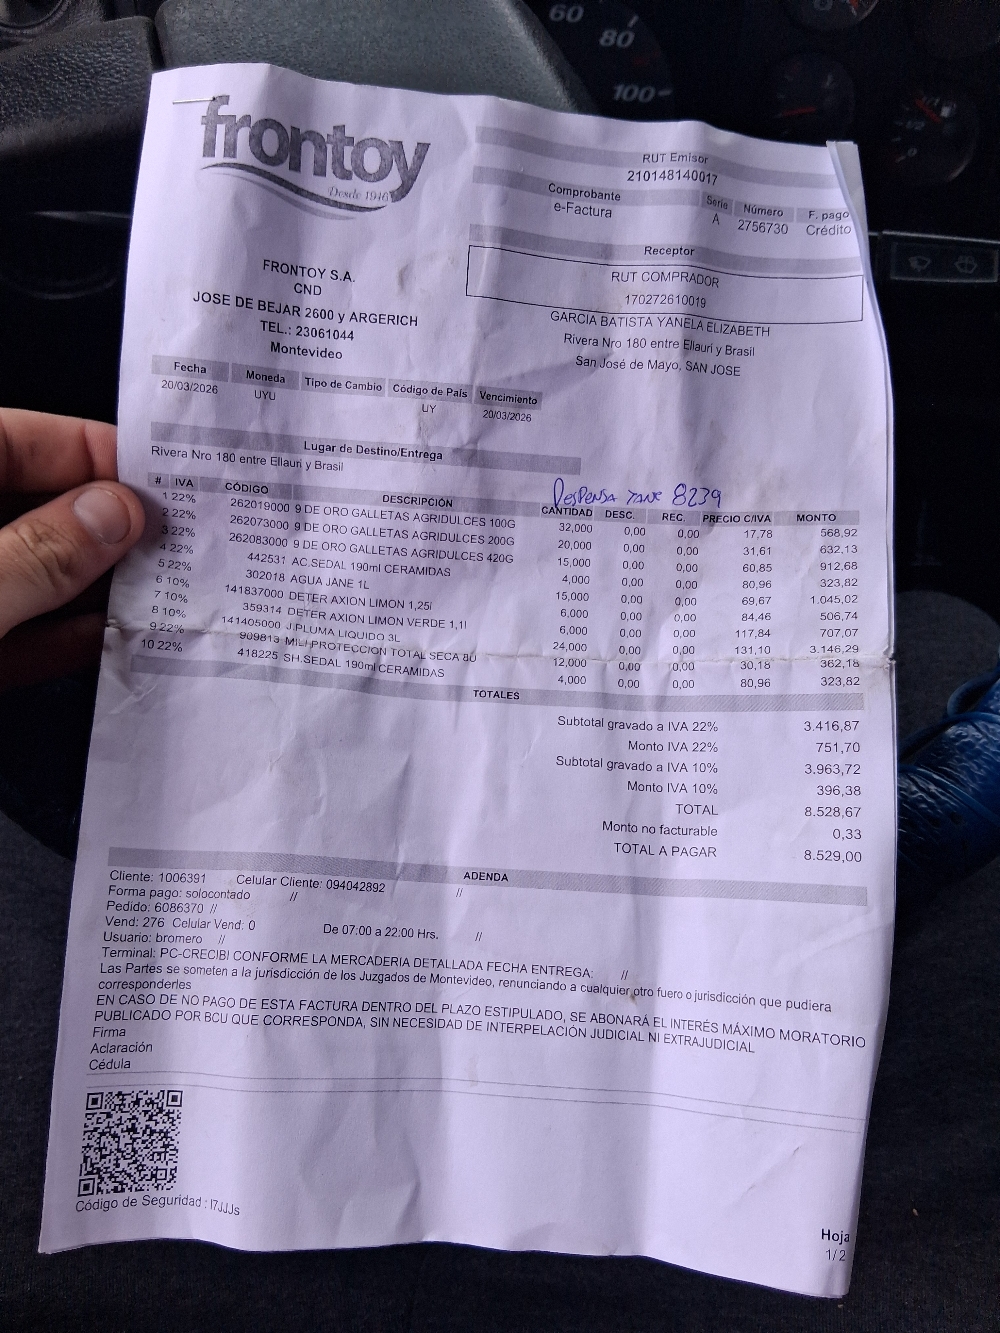 60
80
100
frontoy
Desde 1946
RUT Emisor
210148140017
Comprobante Serie Número F. pago
e-Factura A 2756730 Crédito
Receptor
RUT COMPRADOR
170272610019
GARCIA BATISTA YANELA ELIZABETH
Rivera Nro 180 entre Ellauri y Brasil
San José de Mayo, SAN JOSE
FRONTOY S.A.
CND
JOSE DE BEJAR 2600 y ARGERICH
TEL.: 23061044
Montevideo
Fecha Moneda Tipo de Cambio Código de País Vencimiento
20/03/2026 UYU UY 20/03/2026
Lugar de Destino/Entrega
Rivera Nro 180 entre Ellauri y Brasil
Despensa Jane 8239
# IVA CÓDIGO DESCRIPCIÓN CANTIDAD DESC. REC. PRECIO C/IVA MONTO
1 22% 262019000 9 DE ORO GALLETAS AGRIDULCES 100G 32,000 0,00 0,00 17,78 568,92
2 22% 262073000 9 DE ORO GALLETAS AGRIDULCES 200G 20,000 0,00 0,00 31,61 632,13
3 22% 262083000 9 DE ORO GALLETAS AGRIDULCES 420G 15,000 0,00 0,00 60,85 912,68
4 22% 442531 AC.SEDAL 190ml CERAMIDAS 4,000 0,00 0,00 80,96 323,82
5 22% 302018 AGUA JANE 1L 15,000 0,00 0,00 69,67 1.045,02
6 10% 141837000 DETER AXION LIMON 1,25l 6,000 0,00 0,00 84,46 506,74
7 10% 359314 DETER AXION LIMON VERDE 1,1l 6,000 0,00 0,00 117,84 707,07
8 10% 141405000 J.PLUMA LIQUIDO 3L 24,000 0,00 0,00 131,10 3.146,29
9 22% 909813 MILI PROTECCION TOTAL SECA 8U 12,000 0,00 0,00 30,18 362,18
10 22% 418225 SH.SEDAL 190ml CERAMIDAS 4,000 0,00 0,00 80,96 323,82
TOTALES
Subtotal gravado a IVA 22% 3.416,87
Monto IVA 22% 751,70
Subtotal gravado a IVA 10% 3.963,72
Monto IVA 10% 396,38
TOTAL 8.528,67
Monto no facturable 0,33
TOTAL A PAGAR 8.529,00
ADENDA
Cliente: 1006391 Celular Cliente: 094042892 //
Forma pago: solocontado //
Pedido: 6086370 //
Vend: 276 Celular Vend: 0 De 07:00 a 22:00 Hrs. //
Usuario: bromero //
Terminal: PC-CRECIBI CONFORME LA MERCADERIA DETALLADA FECHA ENTREGA: //
Las Partes se someten a la jurisdicción de los Juzgados de Montevideo, renunciando a cualquier otro fuero o jurisdicción que pudiera
corresponderles
EN CASO DE NO PAGO DE ESTA FACTURA DENTRO DEL PLAZO ESTIPULADO, SE ABONARÁ EL INTERÉS MÁXIMO MORATORIO
PUBLICADO POR BCU QUE CORRESPONDA, SIN NECESIDAD DE INTERPELACIÓN JUDICIAL NI EXTRAJUDICIAL
Firma
Aclaración
Cédula
Código de Seguridad : I7JJJs
Hoja
1/2